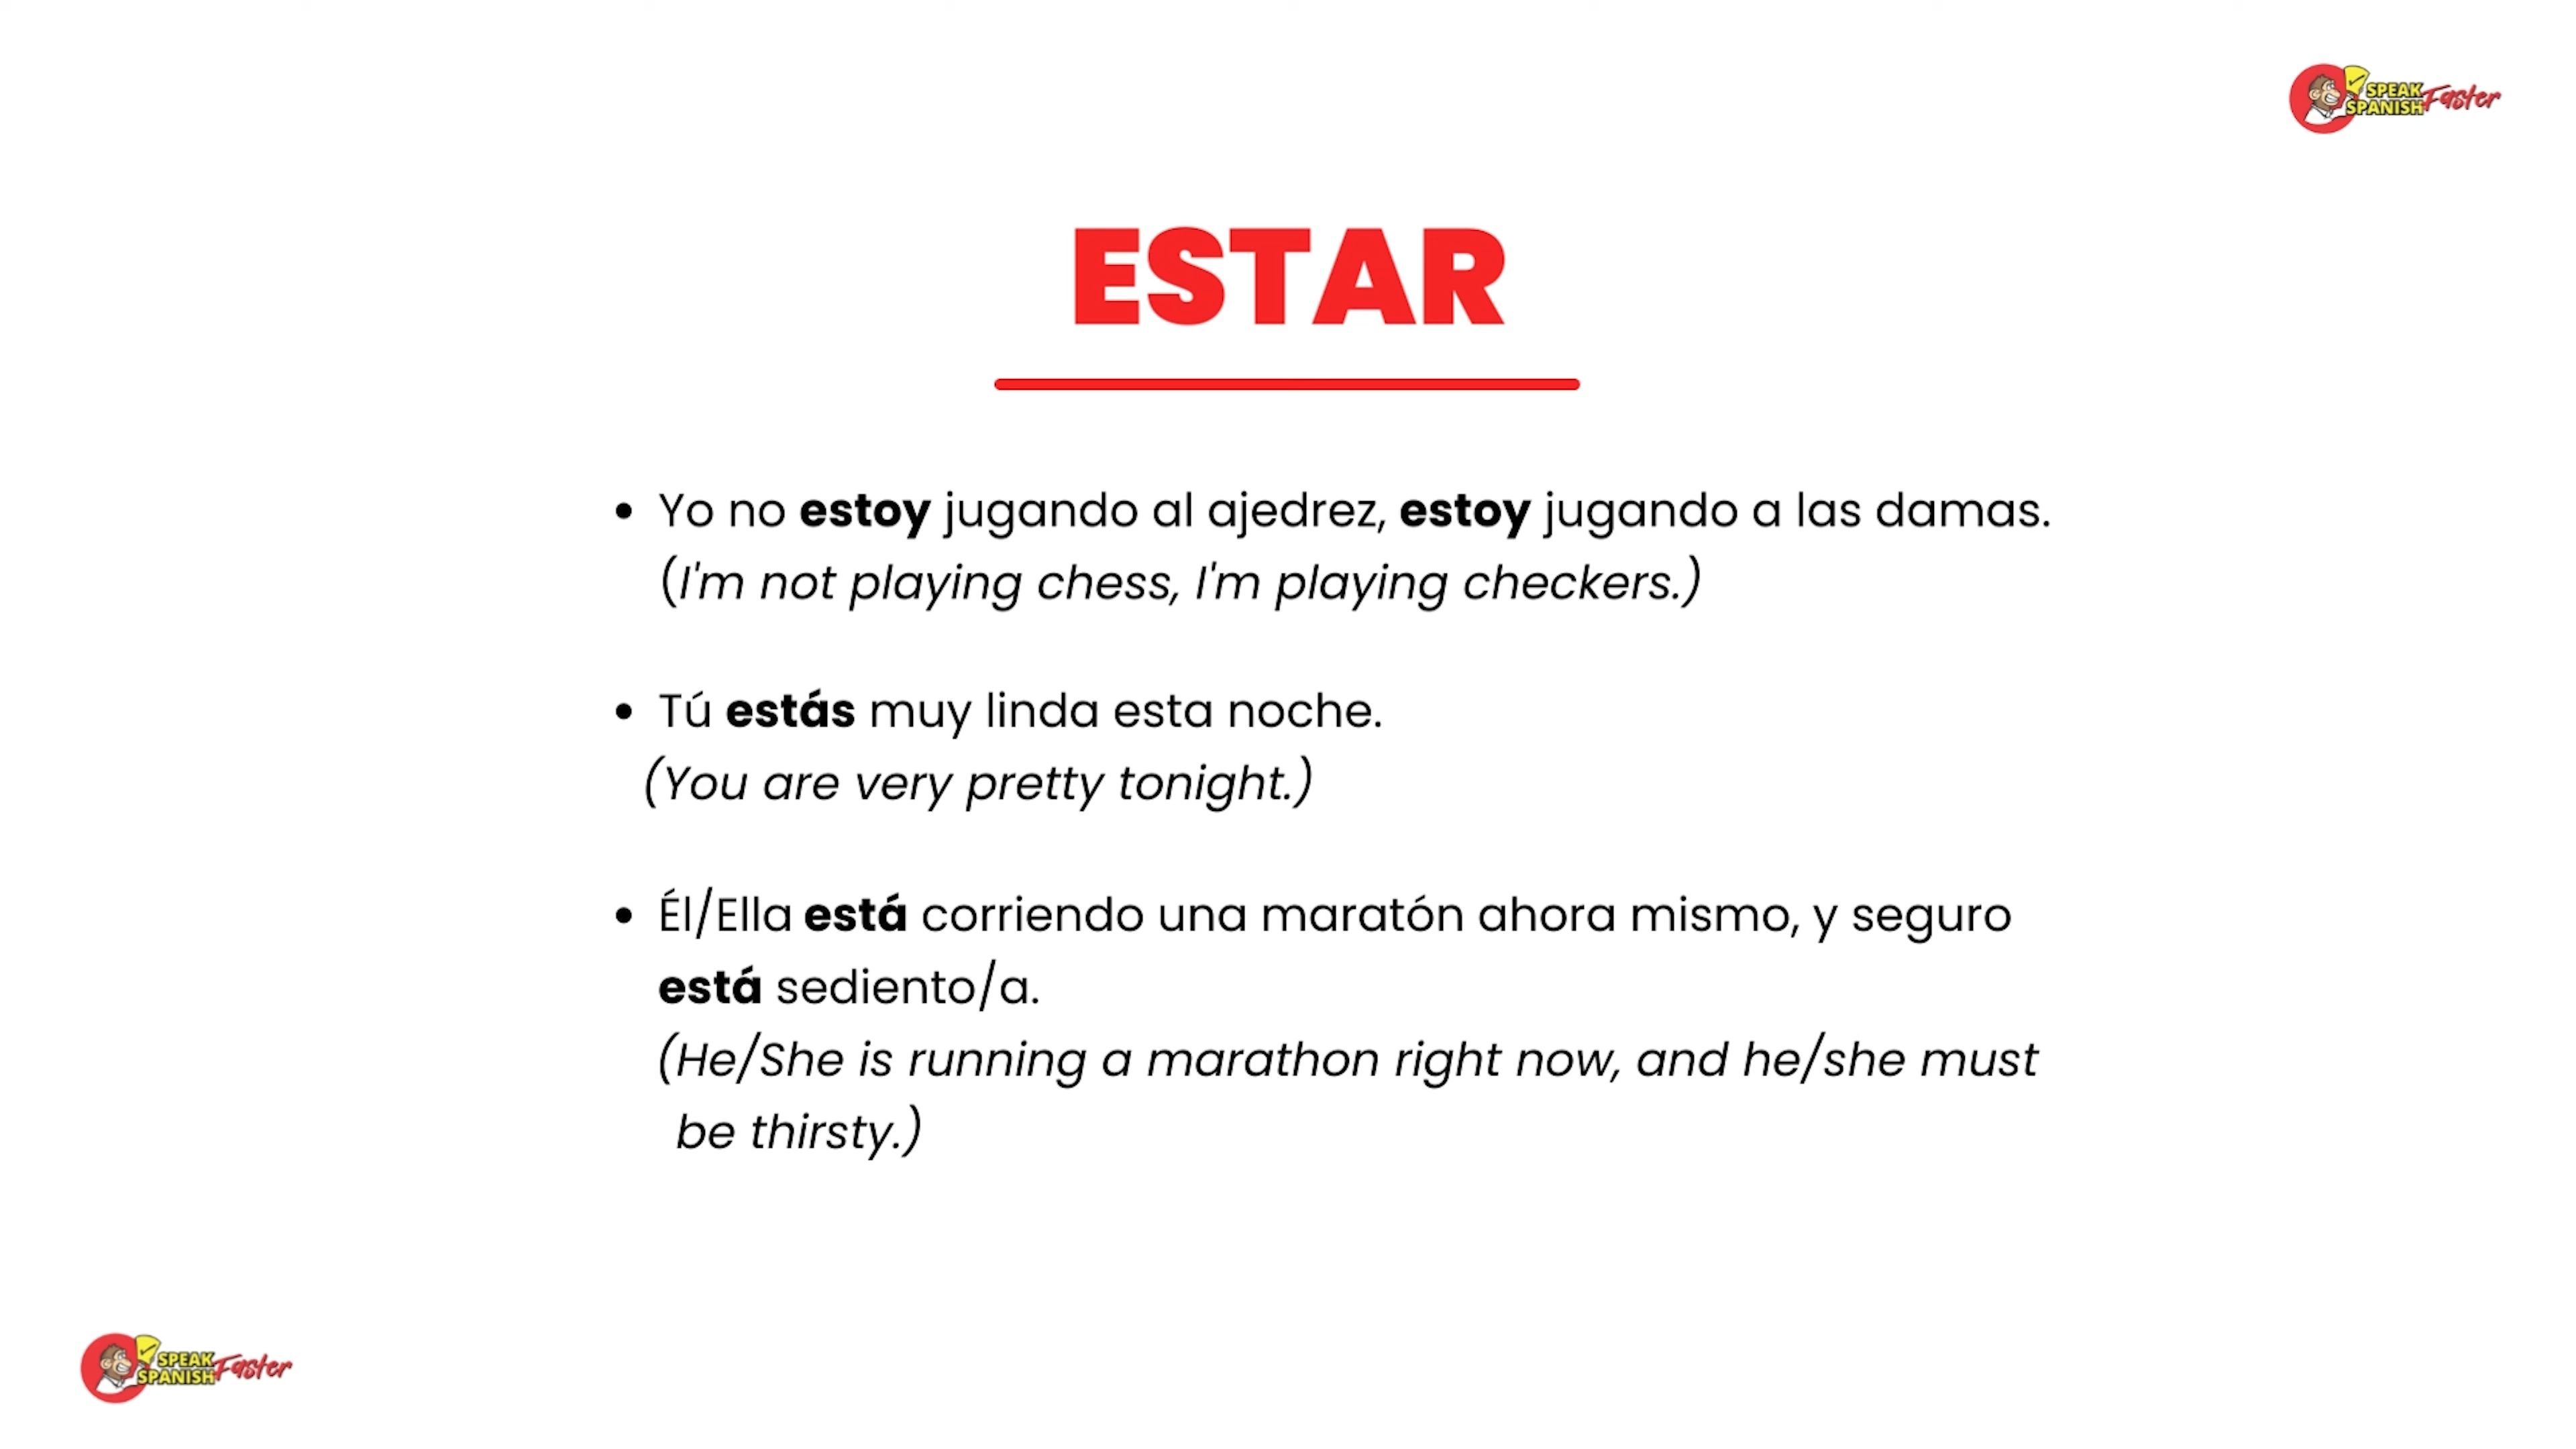 SPEAK
SPANISH Faster
ESTAR
• Yo no estoy jugando al ajedrez, estoy jugando a las damas.
(I'm not playing chess, I'm playing checkers.)
• Tú estás muy linda esta noche.
(You are very pretty tonight.)
• Él/Ella está corriendo una maratón ahora mismo, y seguro
está sediento/a.
(He/She is running a marathon right now, and he/she must
be thirsty.)
SPEAK
SPANISH Faster